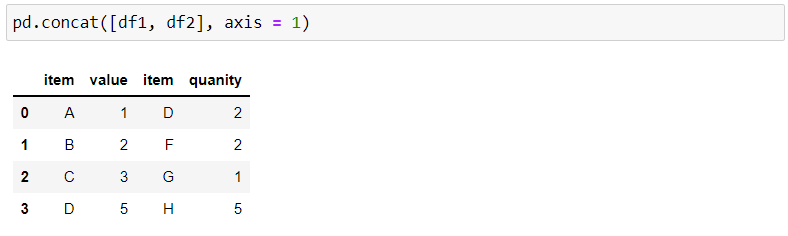 pd.concat([df1, df2], axis = 1)
item value item quanity
0 A 1 D 2
1 B 2 F 2
2 C 3 G 1
3 D 5 H 5